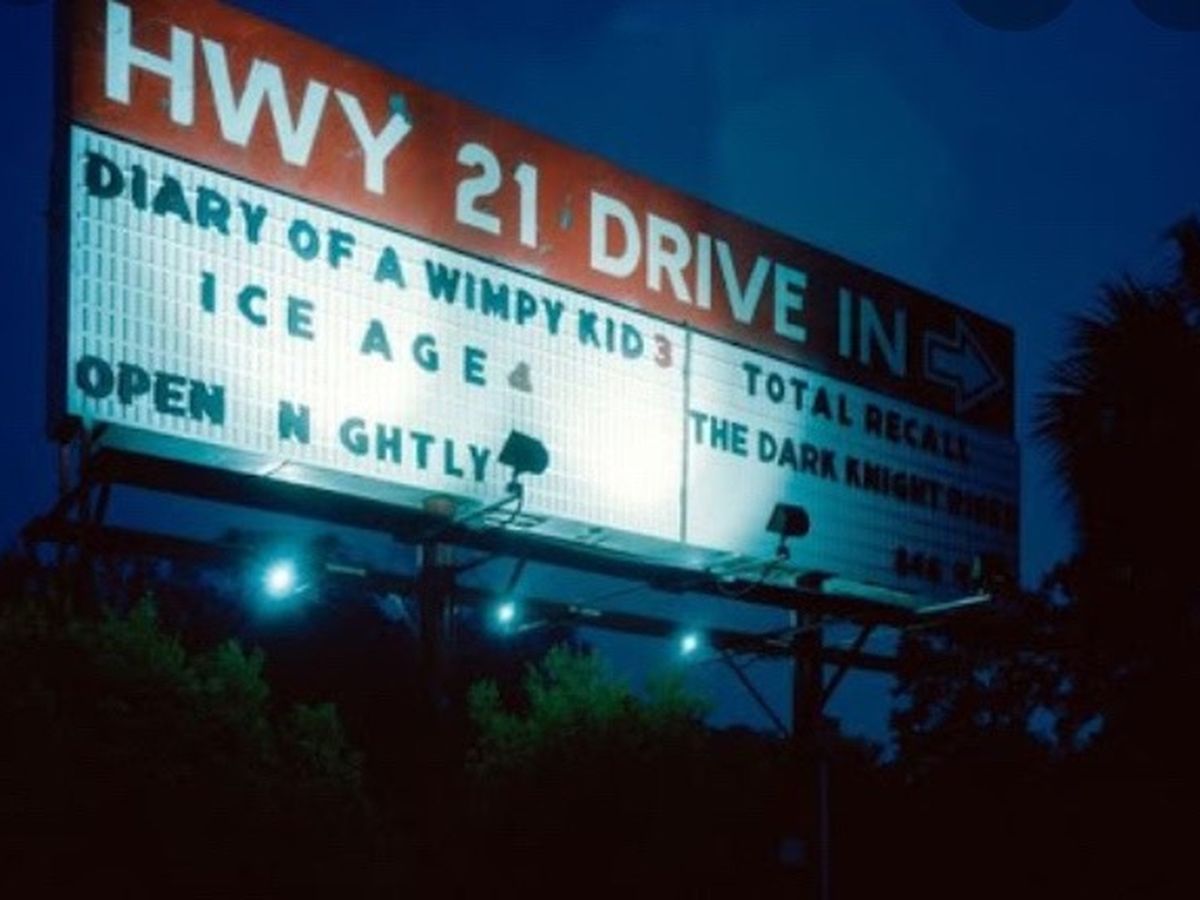 HWY 21 DRIVE IN
DIARY OF A WIMPY KID 3
ICE AGE 4
OPEN N GHTLY
TOTAL RECALL
THE DARK KNIGHT